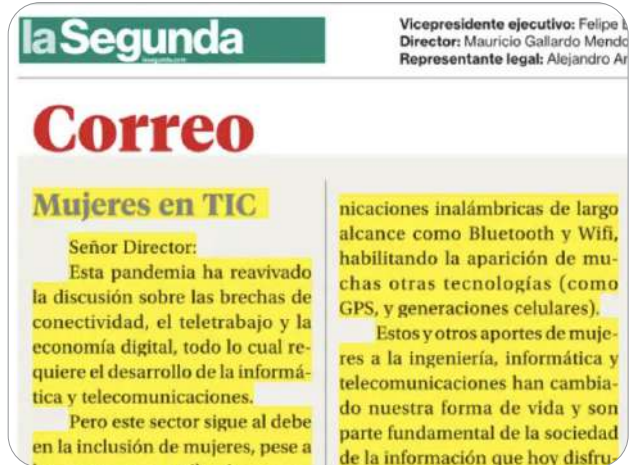 la Segunda
Vicepresidente ejecutivo: Felipe
Director: Mauricio Gallardo Mendo
Representante legal: Alejandro Ar
Correo
Mujeres en TIC
Señor Director:
Esta pandemia ha reavivado
la discusión sobre las brechas de
conectividad, el teletrabajo y la
economía digital, todo lo cual re-
quiere el desarrollo de la informá-
tica y telecomunicaciones.
Pero este sector sigue al debe
en la inclusión de mujeres, pese a
nicaciones inalámbricas de largo
alcance como Bluetooth y Wifi,
habilitando la aparición de mu-
chas otras tecnologías (como
GPS, y generaciones celulares).
Estos y otros aportes de muje-
res a la ingeniería, informática y
telecomunicaciones han cambia-
do nuestra forma de vida y son
parte fundamental de la sociedad
de la información que hoy disfru-